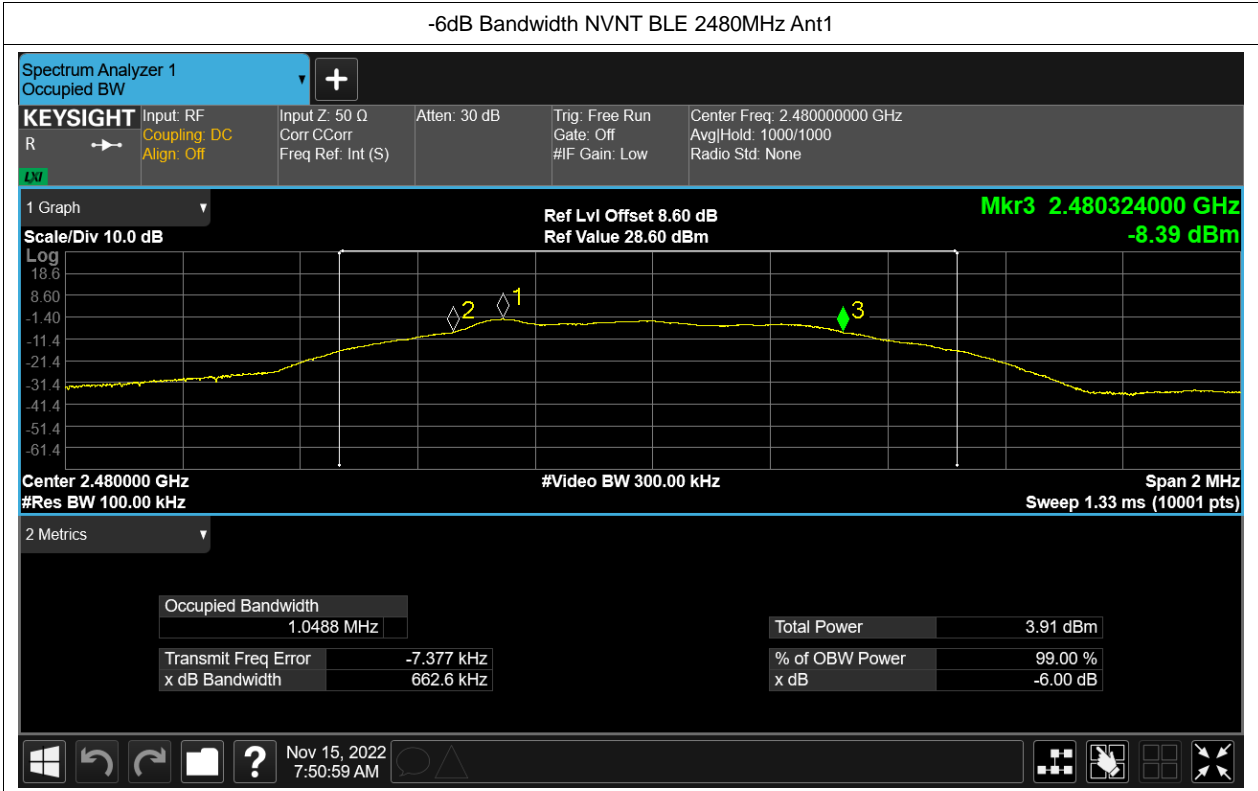 -6dB Bandwidth NVNT BLE 2480MHz Ant1
Spectrum Analyzer 1
Occupied BW
KEYSIGHT
R
LXI
Input: RF
Coupling: DC
Align: Off
Input Z: 50 Ω
Corr CCorr
Freq Ref: Int (S)
Atten: 30 dB
Trig: Free Run
Gate: Off
#IF Gain: Low
Center Freq: 2.480000000 GHz
Avg|Hold: 1000/1000
Radio Std: None
1 Graph
Scale/Div 10.0 dB
Ref Lvl Offset 8.60 dB
Ref Value 28.60 dBm
Mkr3 2.480324000 GHz
-8.39 dBm
Log
18.6
8.60
-1.40
-11.4
-21.4
-31.4
-41.4
-51.4
-61.4
2
1
3
Center 2.480000 GHz
#Video BW 300.00 kHz
Span 2 MHz
#Res BW 100.00 kHz
Sweep 1.33 ms (10001 pts)
2 Metrics
Occupied Bandwidth
1.0488 MHz
Total Power 3.91 dBm
Transmit Freq Error -7.377 kHz
% of OBW Power 99.00 %
x dB Bandwidth 662.6 kHz
x dB -6.00 dB
?
Nov 15, 2022
7:50:59 AM